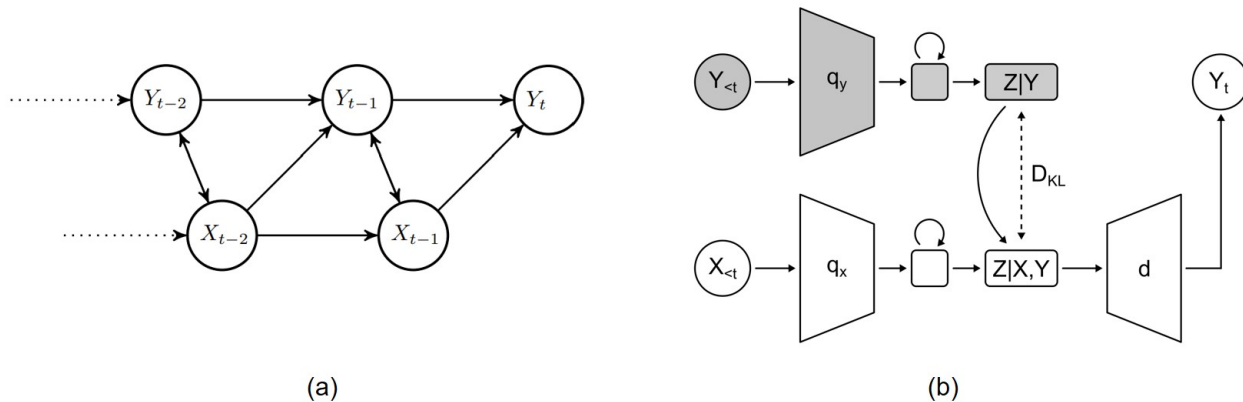 Y_{t-2}
Y_{t-1}
Y_t
X_{t-2}
X_{t-1}
(a)
Y_{<t}
q_y
Z|Y
Y_t
D_{KL}
X_{<t}
q_x
Z|X,Y
d
(b)